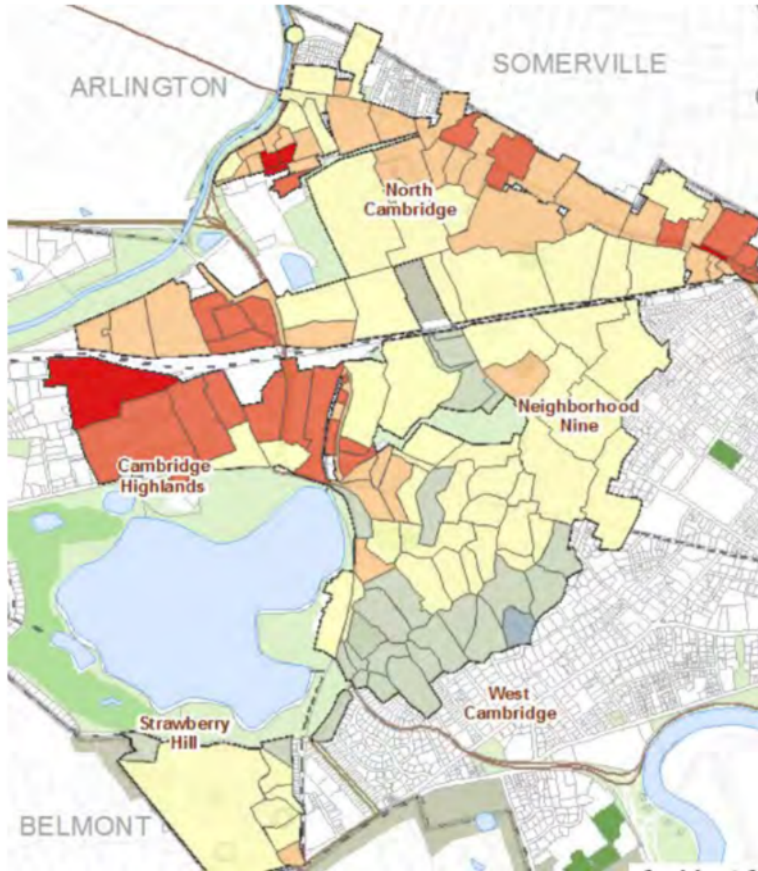 SOMERVILLE
ARLINGTON
North
Cambridge
Neighborhood
Nine
Cambridge
Highlands
West
Cambridge
Strawberry
Hill
BELMONT